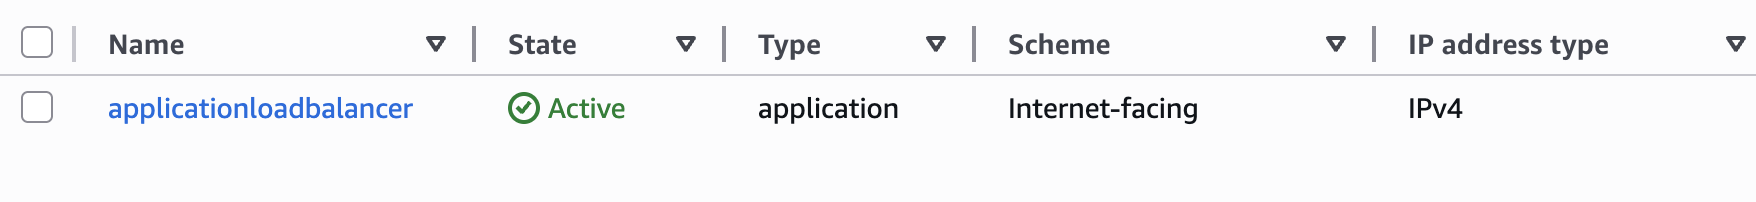 Name State Type Scheme IP address type
applicationloadbalancer Active application Internet-facing IPv4